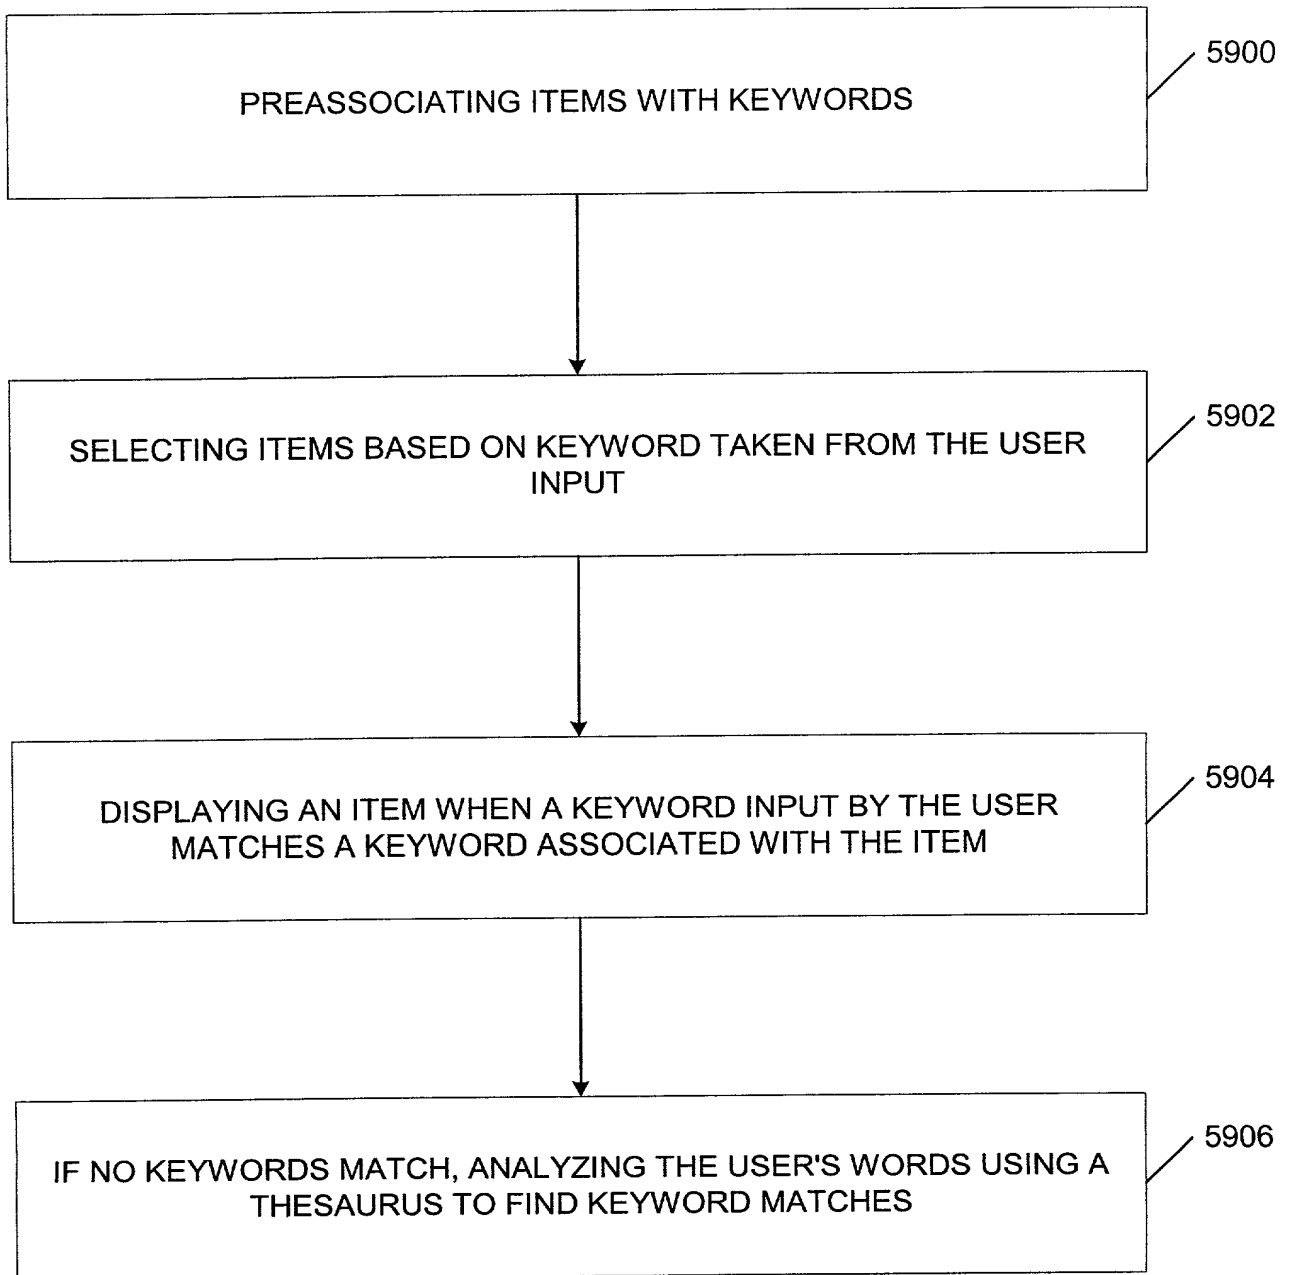 5900
PREASSOCIATING ITEMS WITH KEYWORDS
5902
SELECTING ITEMS BASED ON KEYWORD TAKEN FROM THE USER
INPUT
5904
DISPLAYING AN ITEM WHEN A KEYWORD INPUT BY THE USER
MATCHES A KEYWORD ASSOCIATED WITH THE ITEM
5906
IF NO KEYWORDS MATCH, ANALYZING THE USER'S WORDS USING A
THESAURUS TO FIND KEYWORD MATCHES